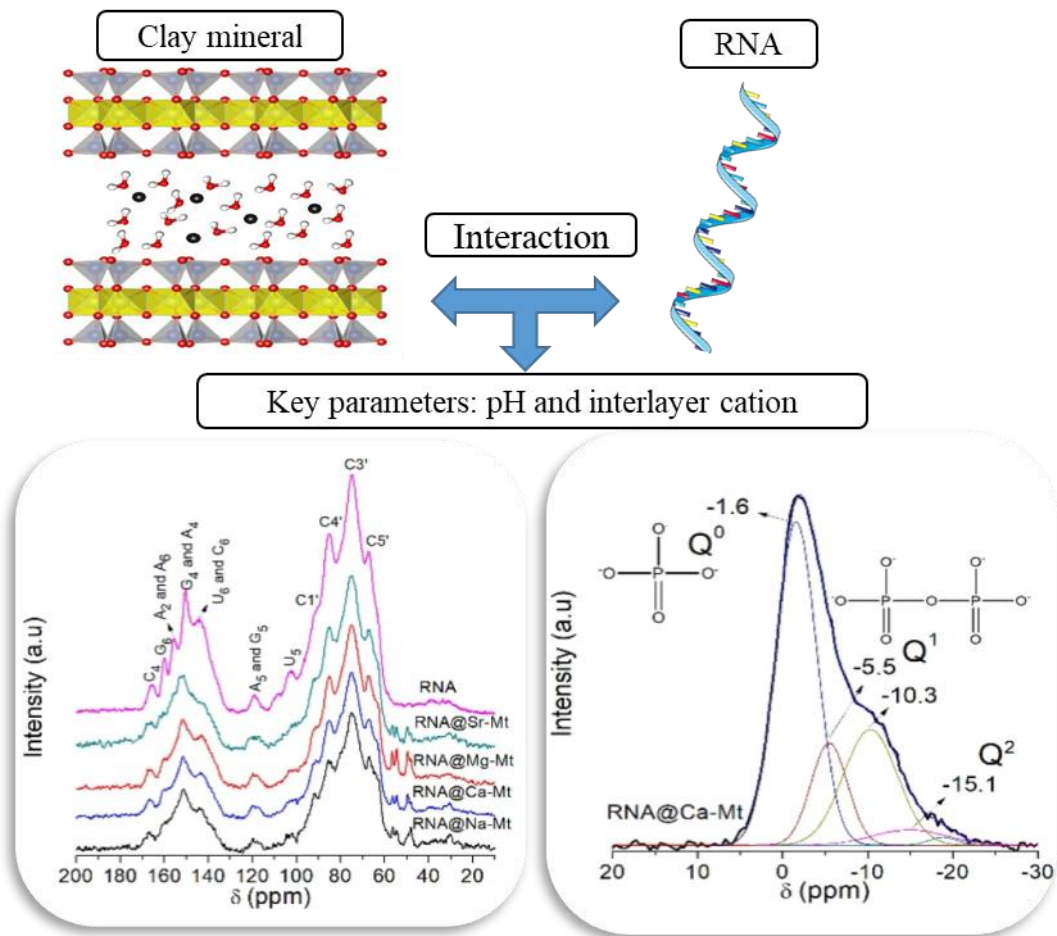 Clay mineral
RNA
Interaction
Key parameters: pH and interlayer cation
Intensity (a.u)
C₄
G₆
A₂ and A₆
G₄ and A₄
U₆ and C₆
A₅ and G₅
U₅
C1'
C4'
C3'
C5'
RNA
RNA@Sr-Mt
RNA@Mg-Mt
RNA@Ca-Mt
RNA@Na-Mt
200 180 160 140 120 100 80 60 40 20
δ (ppm)
Intensity (a.u)
-1.6
Q⁰
O⁻
⁻O P O⁻
O
O⁻ O⁻
⁻O P O P O⁻
O O
Q¹
-5.5
-10.3
Q²
-15.1
RNA@Ca-Mt
20 10 0 -10 -20 -30
δ (ppm)